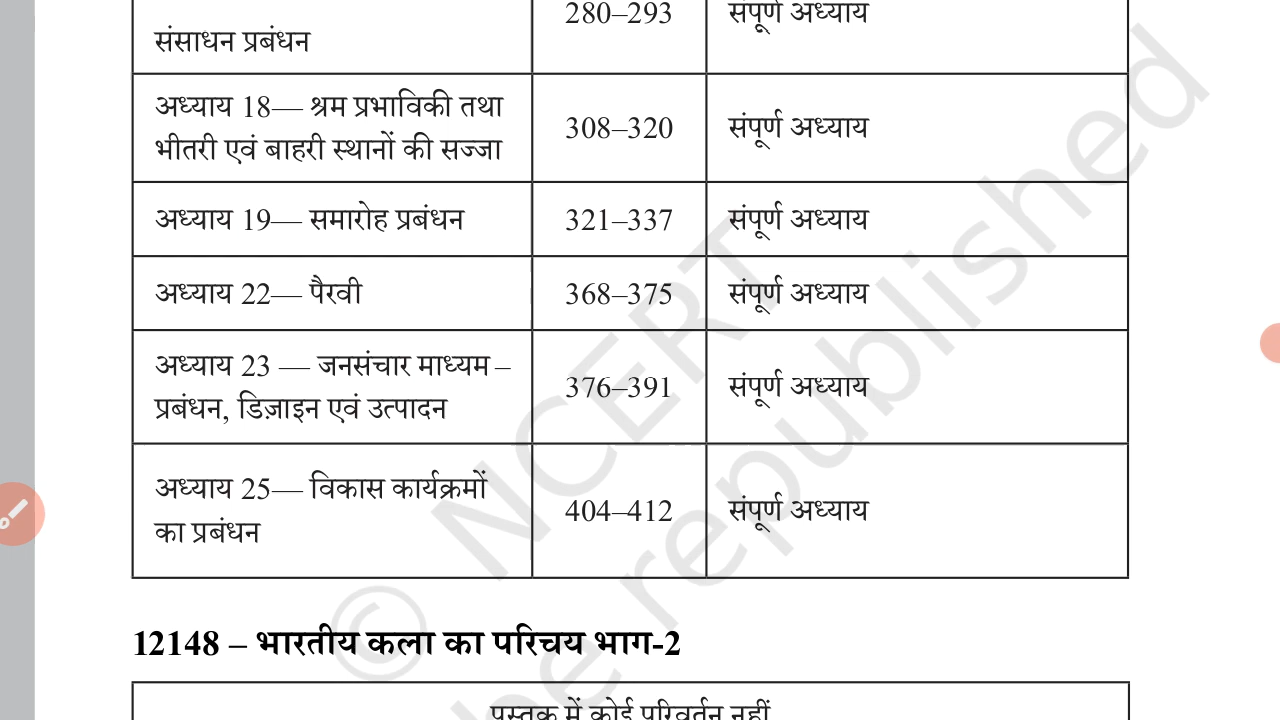 280–293 संपूर्ण अध्याय
संसाधन प्रबंधन
अध्याय 18— श्रम प्रभाविकी तथा
भीतरी एवं बाहरी स्थानों की सज्जा
308–320 संपूर्ण अध्याय
अध्याय 19— समारोह प्रबंधन 321–337 संपूर्ण अध्याय
अध्याय 22— पैरवी 368–375 संपूर्ण अध्याय
अध्याय 23 — जनसंचार माध्यम –
प्रबंधन, डिज़ाइन एवं उत्पादन
376–391 संपूर्ण अध्याय
अध्याय 25— विकास कार्यक्रमों
का प्रबंधन
404–412 संपूर्ण अध्याय
12148 – भारतीय कला का परिचय भाग-2
पुस्तक में कोई परिवर्तन नहीं
© NCERT
be republished